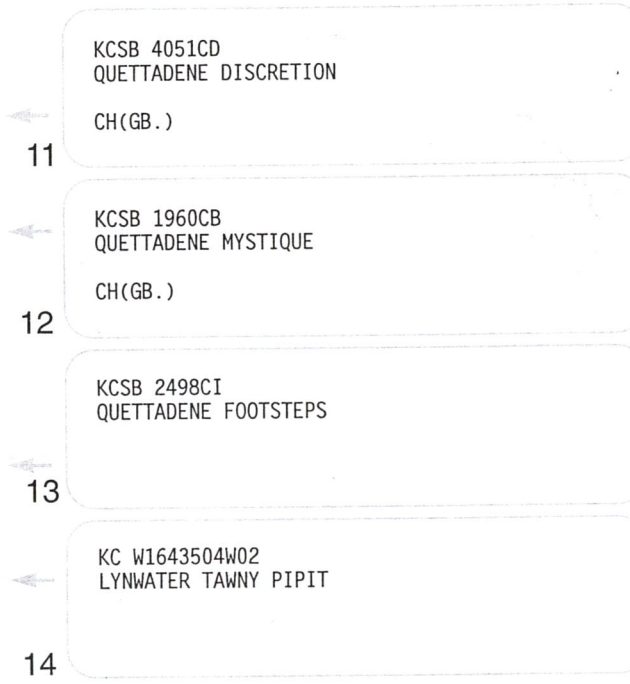 KCSB 4051CD
QUETTADENE DISCRETION
CH(GB.)
11
KCSB 1960CB
QUETTADENE MYSTIQUE
CH(GB.)
12
KCSB 2498CI
QUETTADENE FOOTSTEPS
13
KC W1643504W02
LYNWATER TAWNY PIPIT
14